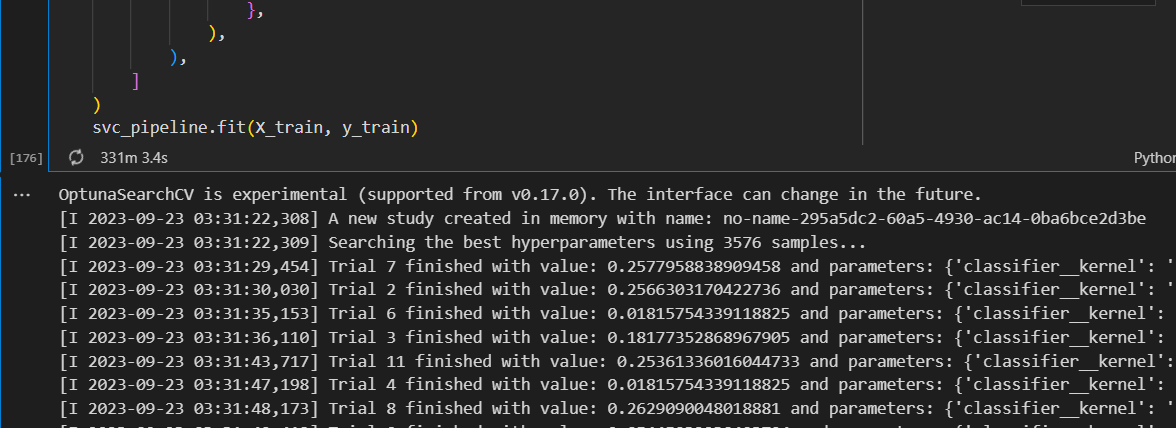 },
),
),
]
)
svc_pipeline.fit(X_train, y_train)
[176] 331m 3.4s Python
... OptunaSearchCV is experimental (supported from v0.17.0). The interface can change in the future.
[I 2023-09-23 03:31:22,308] A new study created in memory with name: no-name-295a5dc2-60a5-4930-ac14-0ba6bce2d3be
[I 2023-09-23 03:31:22,309] Searching the best hyperparameters using 3576 samples...
[I 2023-09-23 03:31:29,454] Trial 7 finished with value: 0.2577958838909458 and parameters: {'classifier__kernel': '
[I 2023-09-23 03:31:30,030] Trial 2 finished with value: 0.2566303170422736 and parameters: {'classifier__kernel': '
[I 2023-09-23 03:31:35,153] Trial 6 finished with value: 0.01815754339118825 and parameters: {'classifier__kernel':
[I 2023-09-23 03:31:36,110] Trial 3 finished with value: 0.18177352868967905 and parameters: {'classifier__kernel':
[I 2023-09-23 03:31:43,717] Trial 11 finished with value: 0.25361336016044733 and parameters: {'classifier__kernel':
[I 2023-09-23 03:31:47,198] Trial 4 finished with value: 0.01815754339118825 and parameters: {'classifier__kernel':
[I 2023-09-23 03:31:48,173] Trial 8 finished with value: 0.2629090048018881 and parameters: {'classifier__kernel': '